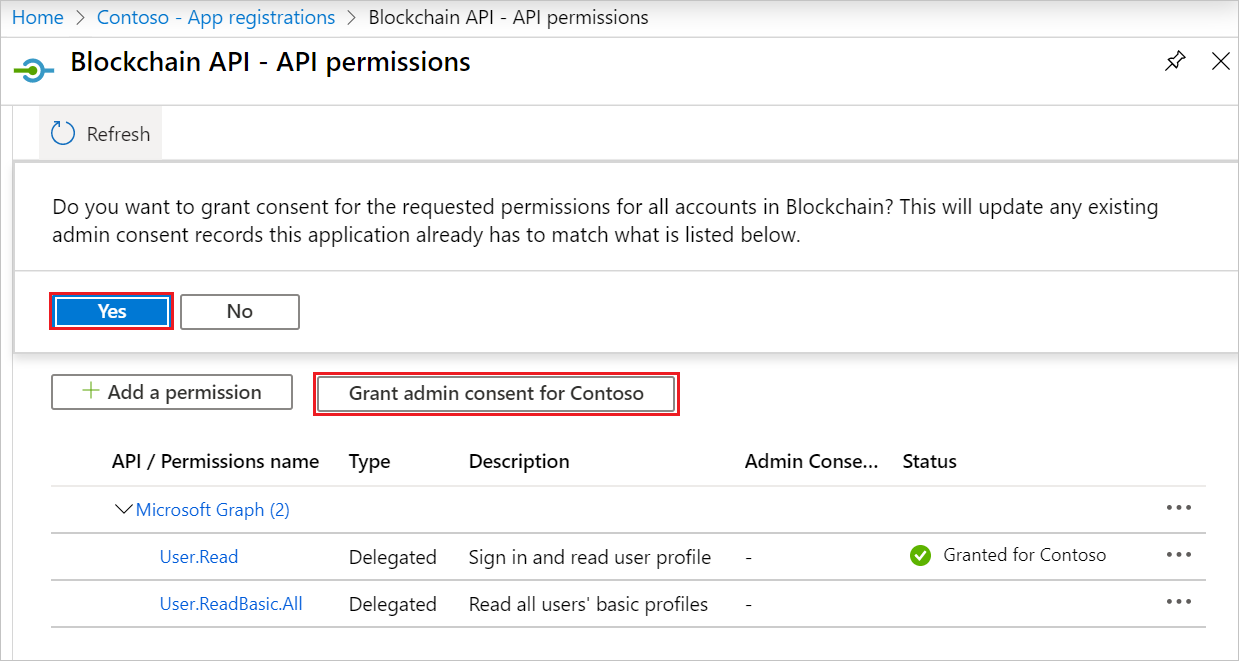 Home > Contoso - App registrations > Blockchain API - API permissions
Blockchain API - API permissions
Refresh
Do you want to grant consent for the requested permissions for all accounts in Blockchain? This will update any existing
admin consent records this application already has to match what is listed below.
Yes No
+ Add a permission Grant admin consent for Contoso
API / Permissions name Type Description Admin Conse... Status
Microsoft Graph (2)
User.Read Delegated Sign in and read user profile - Granted for Contoso
User.ReadBasic.All Delegated Read all users' basic profiles -